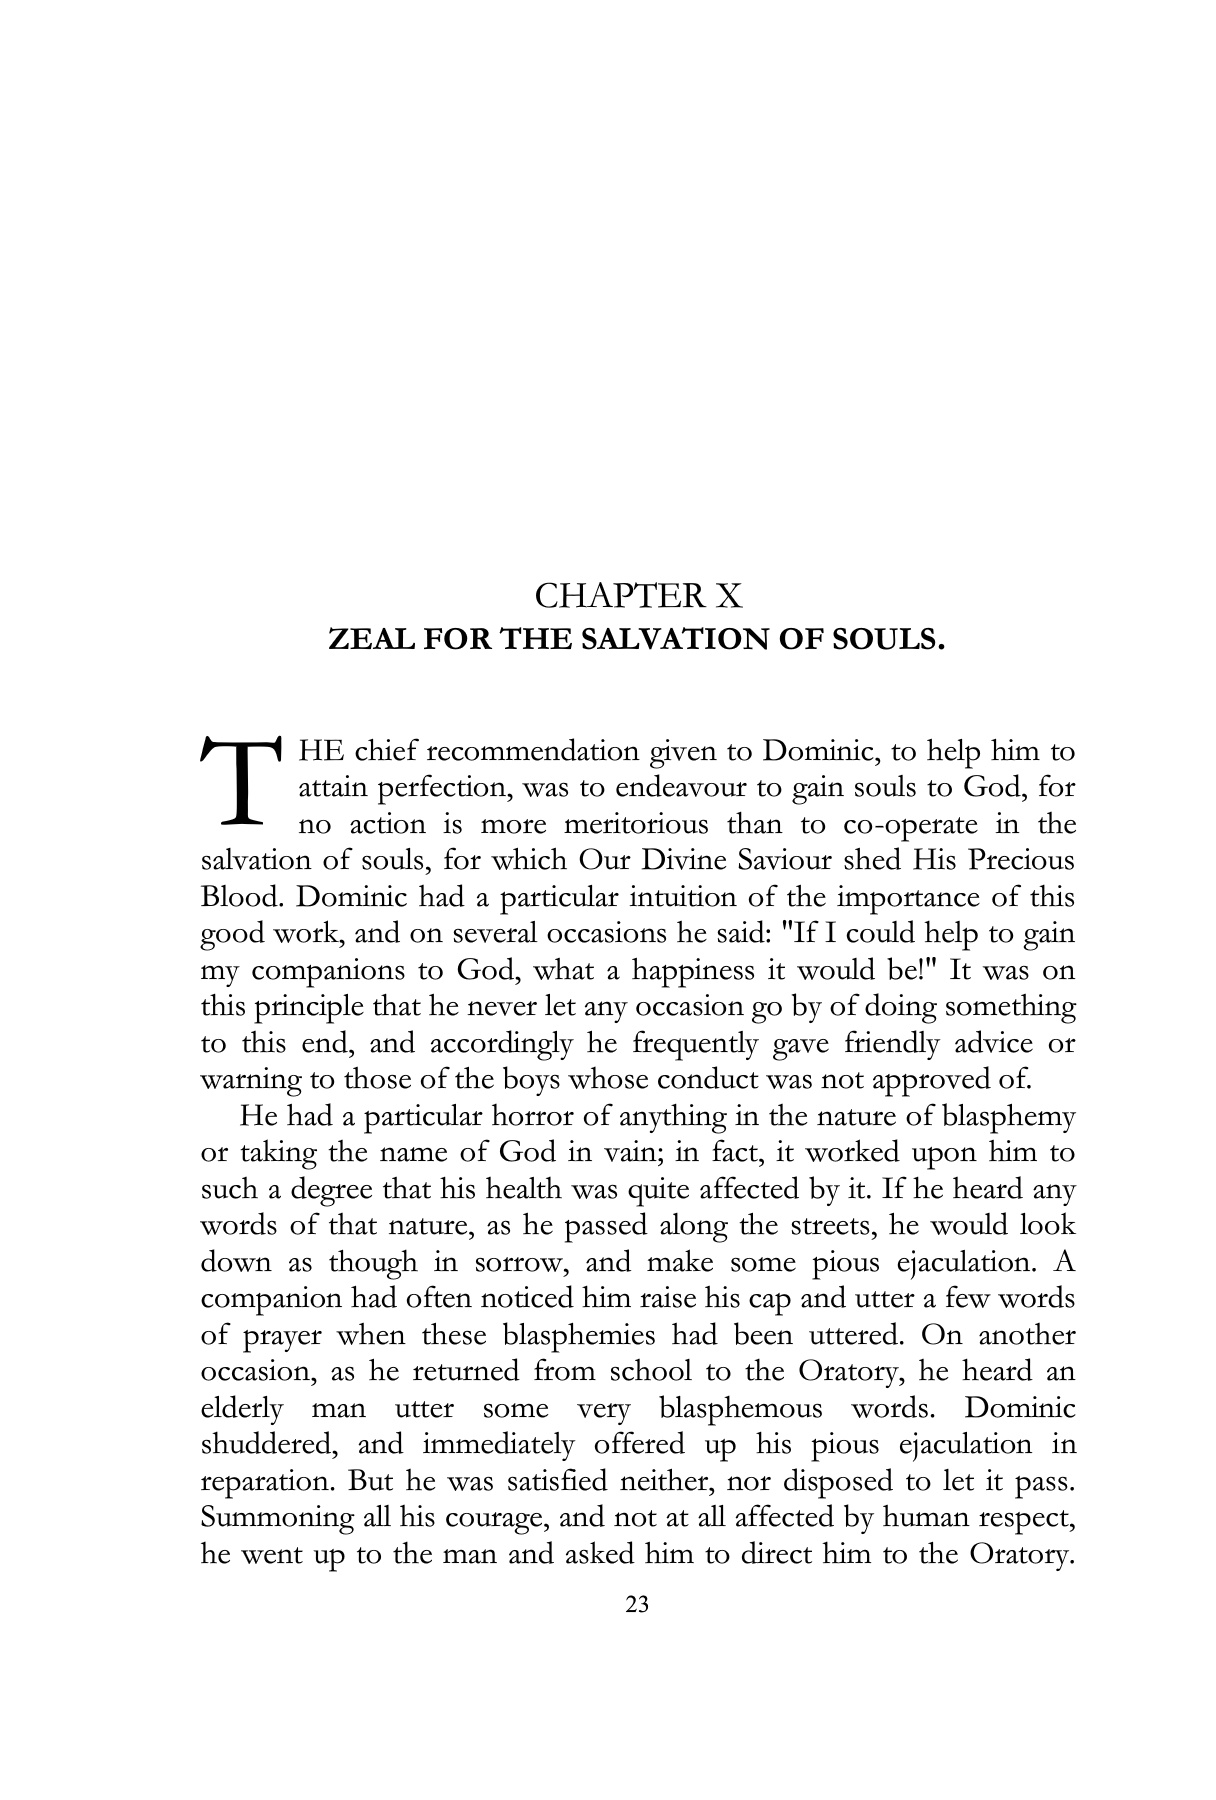 CHAPTER X
ZEAL FOR THE SALVATION OF SOULS.
THE chief recommendation given to Dominic, to help him to
attain perfection, was to endeavour to gain souls to God, for
no action is more meritorious than to co-operate in the
salvation of souls, for which Our Divine Saviour shed His Precious
Blood. Dominic had a particular intuition of the importance of this
good work, and on several occasions he said: "If I could help to gain
my companions to God, what a happiness it would be!" It was on
this principle that he never let any occasion go by of doing something
to this end, and accordingly he frequently gave friendly advice or
warning to those of the boys whose conduct was not approved of.
He had a particular horror of anything in the nature of blasphemy
or taking the name of God in vain; in fact, it worked upon him to
such a degree that his health was quite affected by it. If he heard any
words of that nature, as he passed along the streets, he would look
down as though in sorrow, and make some pious ejaculation. A
companion had often noticed him raise his cap and utter a few words
of prayer when these blasphemies had been uttered. On another
occasion, as he returned from school to the Oratory, he heard an
elderly man utter some very blasphemous words. Dominic
shuddered, and immediately offered up his pious ejaculation in
reparation. But he was satisfied neither, nor disposed to let it pass.
Summoning all his courage, and not at all affected by human respect,
he went up to the man and asked him to direct him to the Oratory.
23